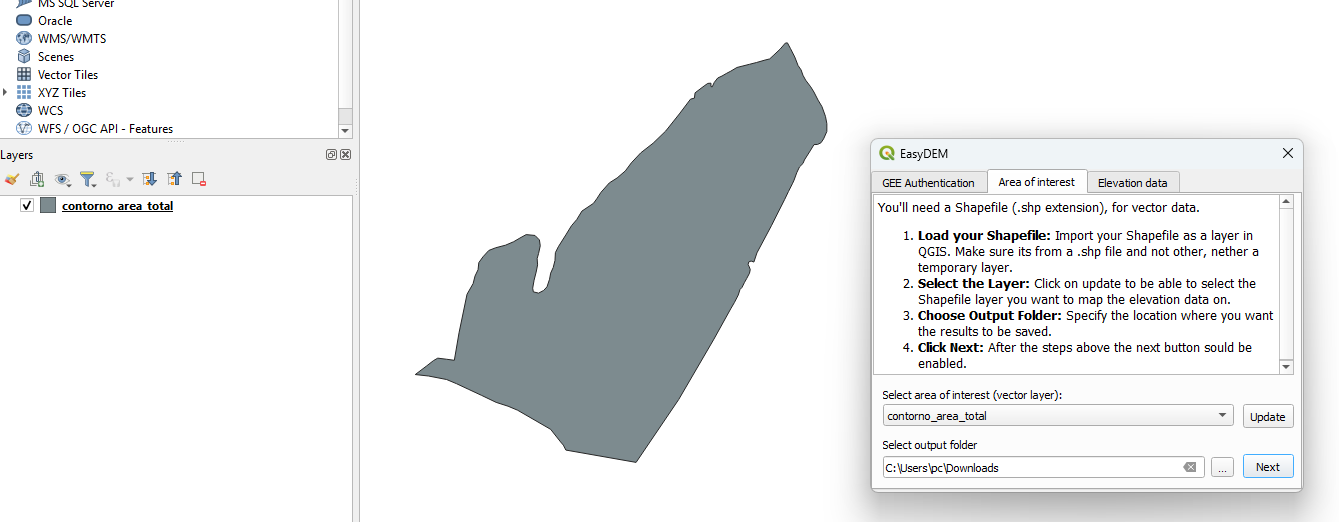 MS SQL Server
Oracle
WMS/WMTS
Scenes
Vector Tiles
XYZ Tiles
WCS
WFS / OGC API - Features
Layers
contorno_area_total
EasyDEM
GEE Authentication
Area of interest
Elevation data
You'll need a Shapefile (.shp extension), for vector data.
1. Load your Shapefile: Import your Shapefile as a layer in
QGIS. Make sure its from a .shp file and not other, nether a
temporary layer.
2. Select the Layer: Click on update to be able to select the
Shapefile layer you want to map the elevation data on.
3. Choose Output Folder: Specify the location where you want
the results to be saved.
4. Click Next: After the steps above the next button sould be
enabled.
Select area of interest (vector layer):
contorno_area_total
Update
Select output folder
C:\Users\pc\Downloads
...
Next